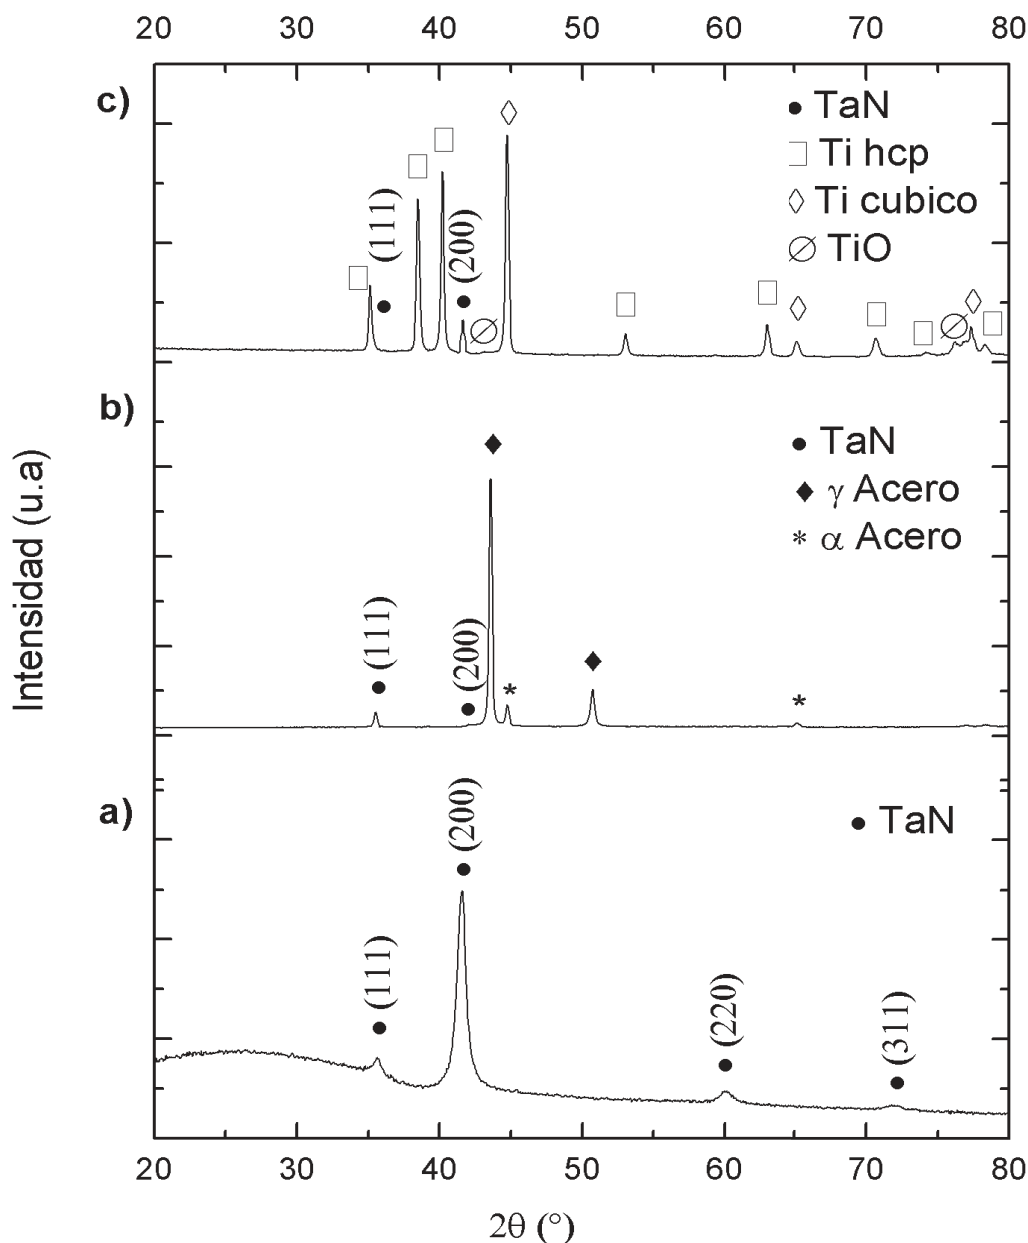 20 30 40 50 60 70 80
c)
● TaN
□ Ti hcp
◊ Ti cubico
∅ TiO
(111)
(200)
b)
● TaN
◆ γ Acero
* α Acero
(111)
(200)
*
*
a)
● TaN
(111)
(200)
(220)
(311)
Intensidad (u.a)
20 30 40 50 60 70 80
2θ (°)